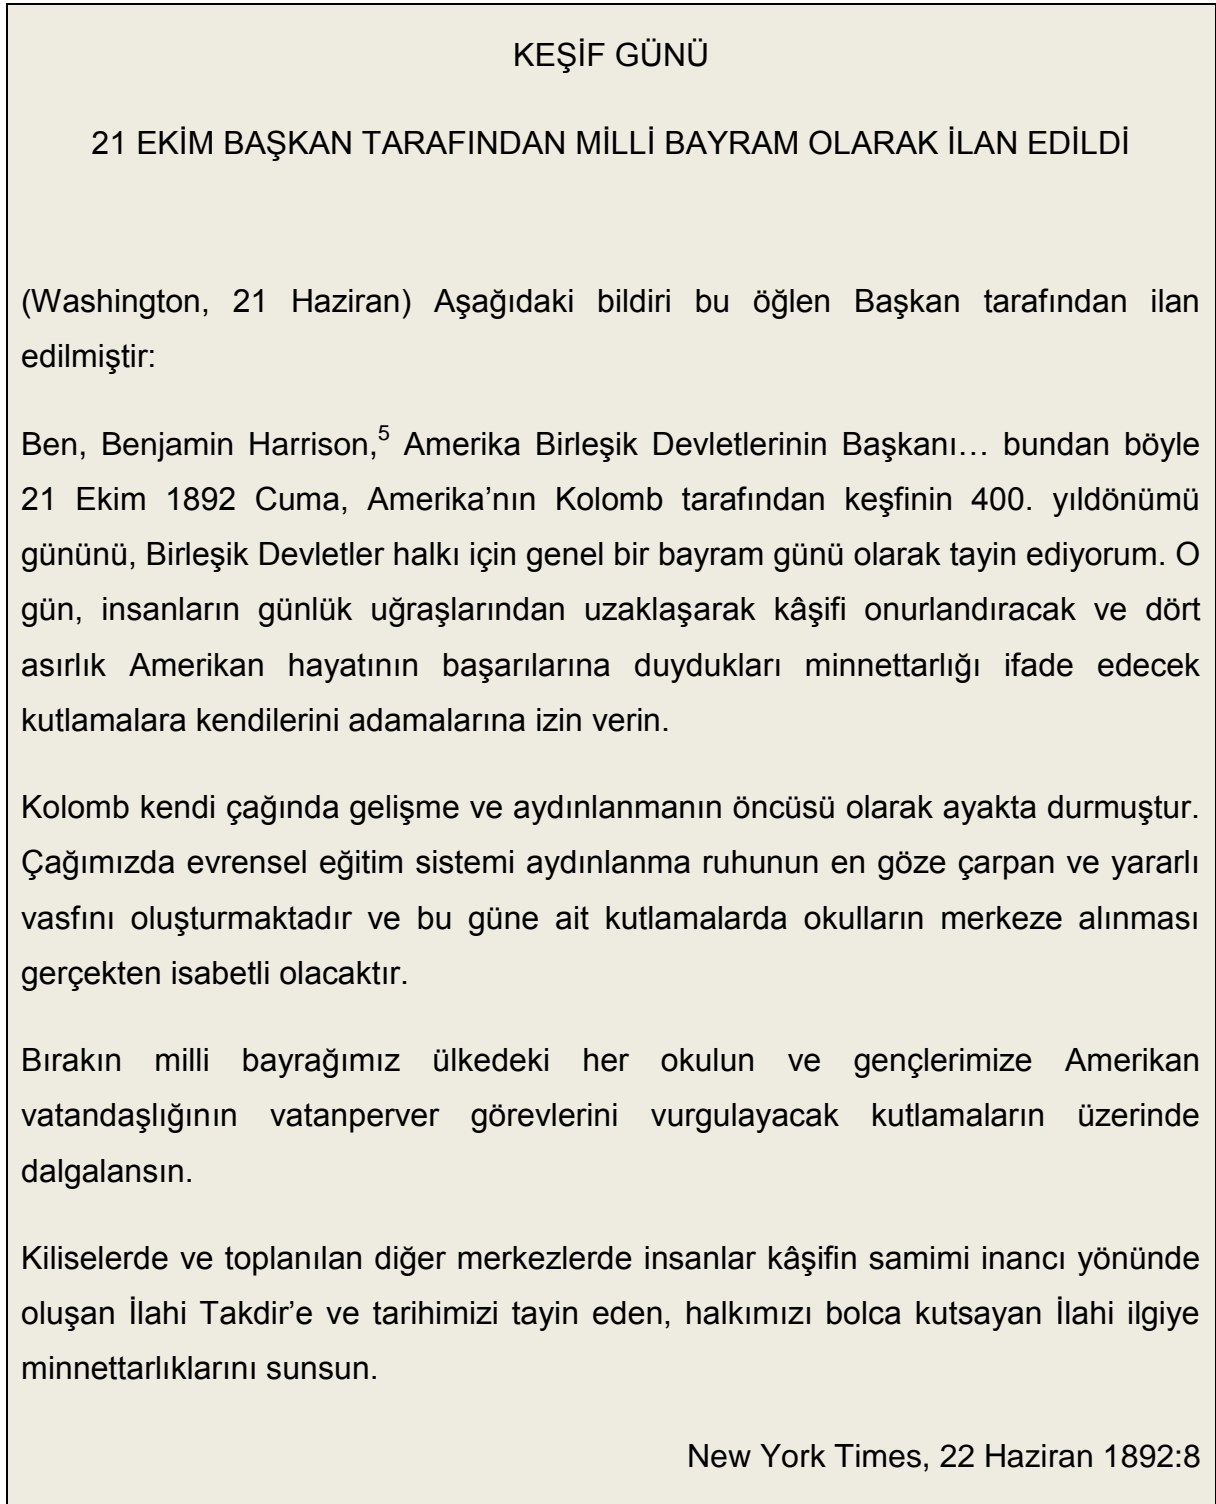 KEŞİF GÜNÜ
21 EKİM BAŞKAN TARAFINDAN MİLLİ BAYRAM OLARAK İLAN EDİLDİ
(Washington, 21 Haziran) Aşağıdaki bildiri bu öğlen Başkan tarafından ilan
edilmiştir:
Ben, Benjamin Harrison,⁵ Amerika Birleşik Devletlerinin Başkanı… bundan böyle
21 Ekim 1892 Cuma, Amerika’nın Kolomb tarafından keşfinin 400. yıldönümü
gününü, Birleşik Devletler halkı için genel bir bayram günü olarak tayin ediyorum. O
gün, insanların günlük uğraşlarından uzaklaşarak kâşifi onurlandıracak ve dört
asırlık Amerikan hayatının başarılarına duydukları minnettarlığı ifade edecek
kutlamalara kendilerini adamalarına izin verin.
Kolomb kendi çağında gelişme ve aydınlanmanın öncüsü olarak ayakta durmuştur.
Çağımızda evrensel eğitim sistemi aydınlanma ruhunun en göze çarpan ve yararlı
vasfını oluşturmaktadır ve bu güne ait kutlamalarda okulların merkeze alınması
gerçekten isabetli olacaktır.
Bırakın milli bayrağımız ülkedeki her okulun ve gençlerimize Amerikan
vatandaşlığının vatanperver görevlerini vurgulayacak kutlamaların üzerinde
dalgalansın.
Kiliselerde ve toplanılan diğer merkezlerde insanlar kâşifin samimi inancı yönünde
oluşan İlahi Takdir’e ve tarihimizi tayin eden, halkımızı bolca kutsayan İlahi ilgiye
minnettarlıklarını sunsun.
New York Times, 22 Haziran 1892:8